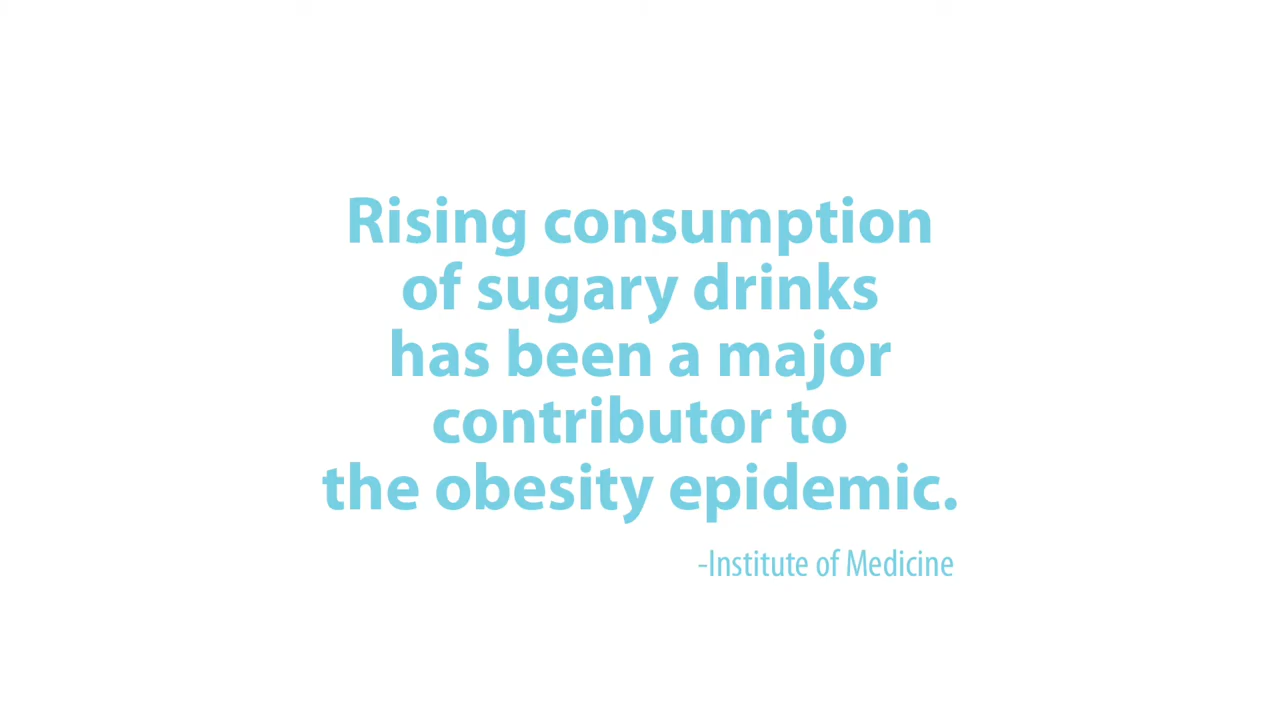 Rising consumption
of sugary drinks
has been a major
contributor to
the obesity epidemic.
-Institute of Medicine